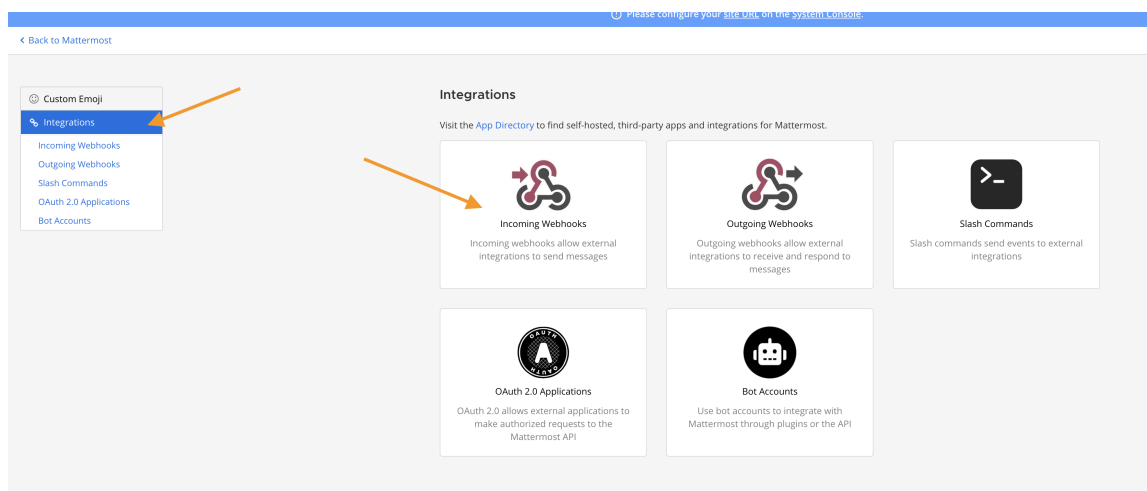 Please configure your site URL on the System Console.
Back to Mattermost
Custom Emoji
Integrations
Incoming Webhooks
Outgoing Webhooks
Slash Commands
OAuth 2.0 Applications
Bot Accounts
Integrations
Visit the App Directory to find self-hosted, third-party apps and integrations for Mattermost.
Incoming Webhooks
Incoming webhooks allow external
integrations to send messages
Outgoing Webhooks
Outgoing webhooks allow external
integrations to receive and respond to
messages
Slash Commands
Slash commands send events to external
integrations
OAUTH
A
OAUTH
OAuth 2.0 Applications
OAuth 2.0 allows external applications to
make authorized requests to the
Mattermost API
Bot Accounts
Use bot accounts to integrate with
Mattermost through plugins or the API